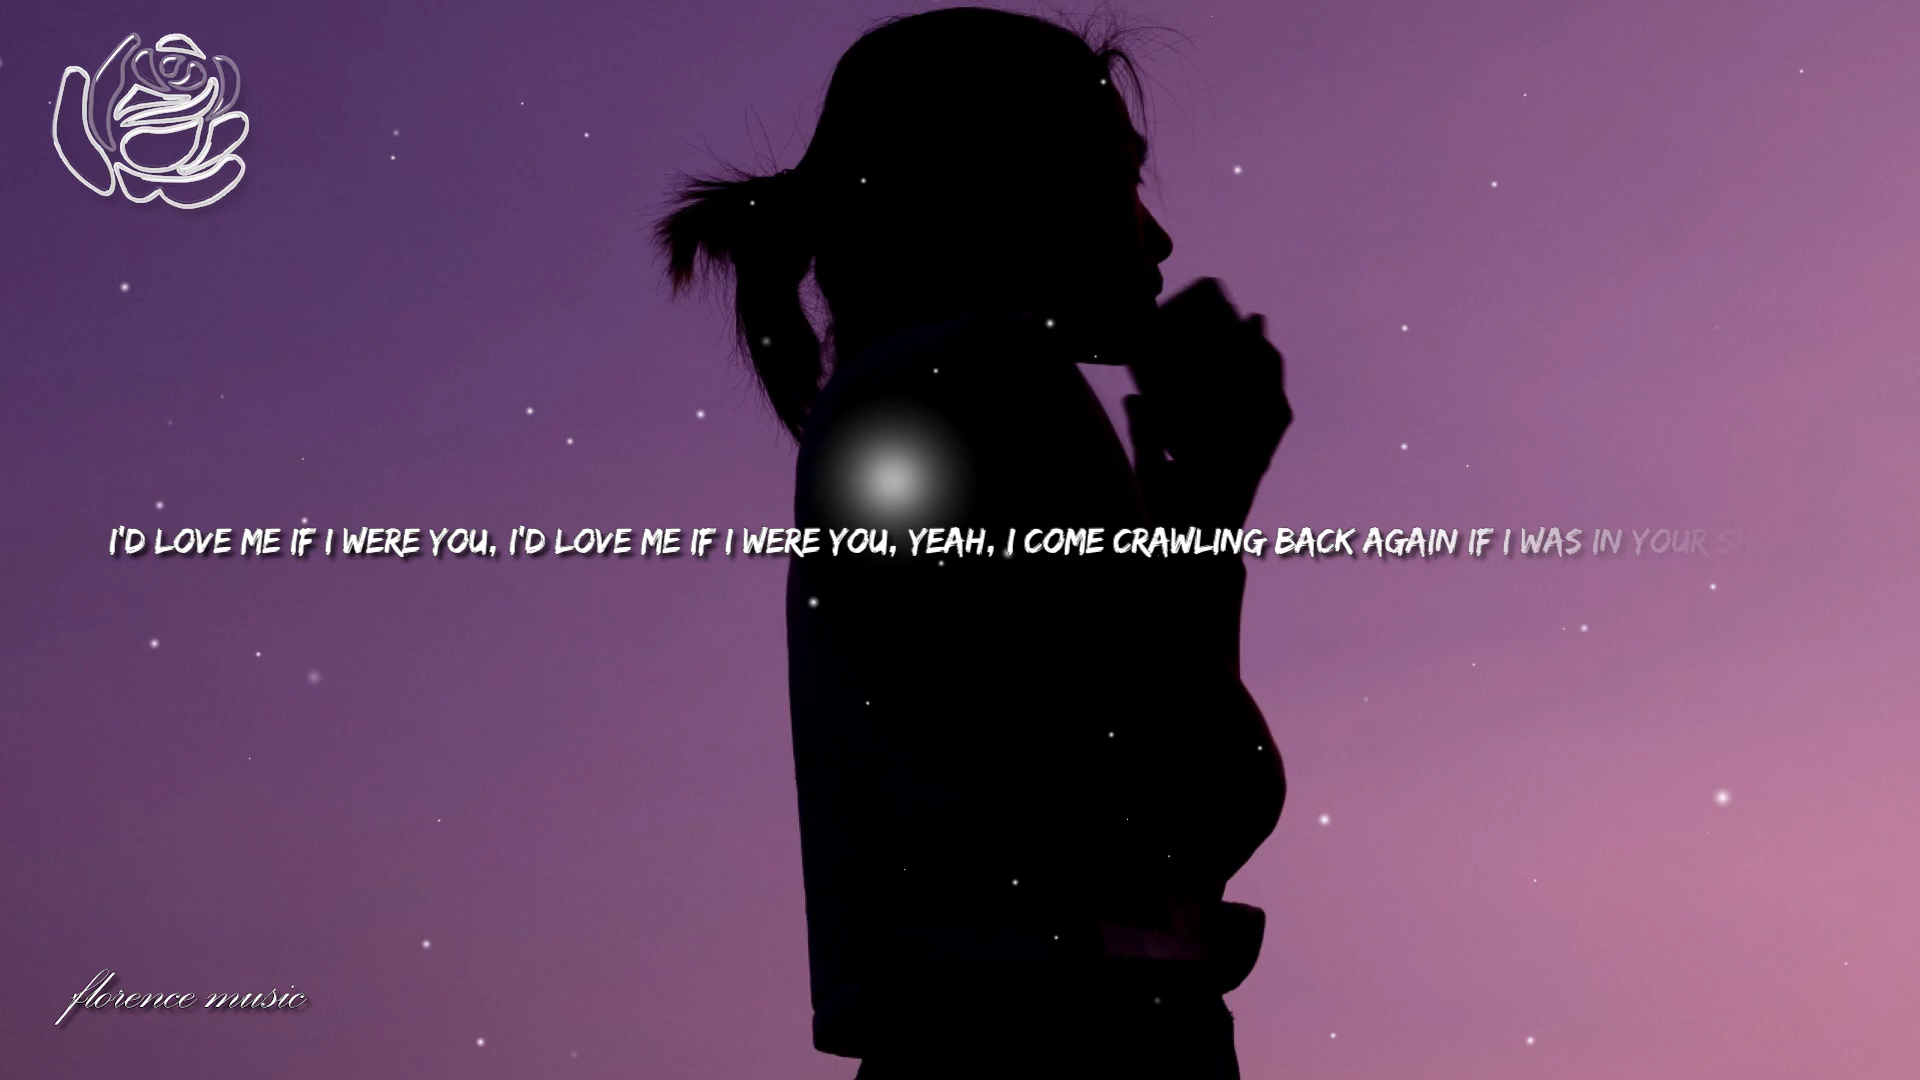 I'D LOVE ME IF I WERE YOU, I'D LOVE ME IF I WERE YOU, YEAH, I COME CRAWLING BACK AGAIN IF I WAS IN YOUR
florence music